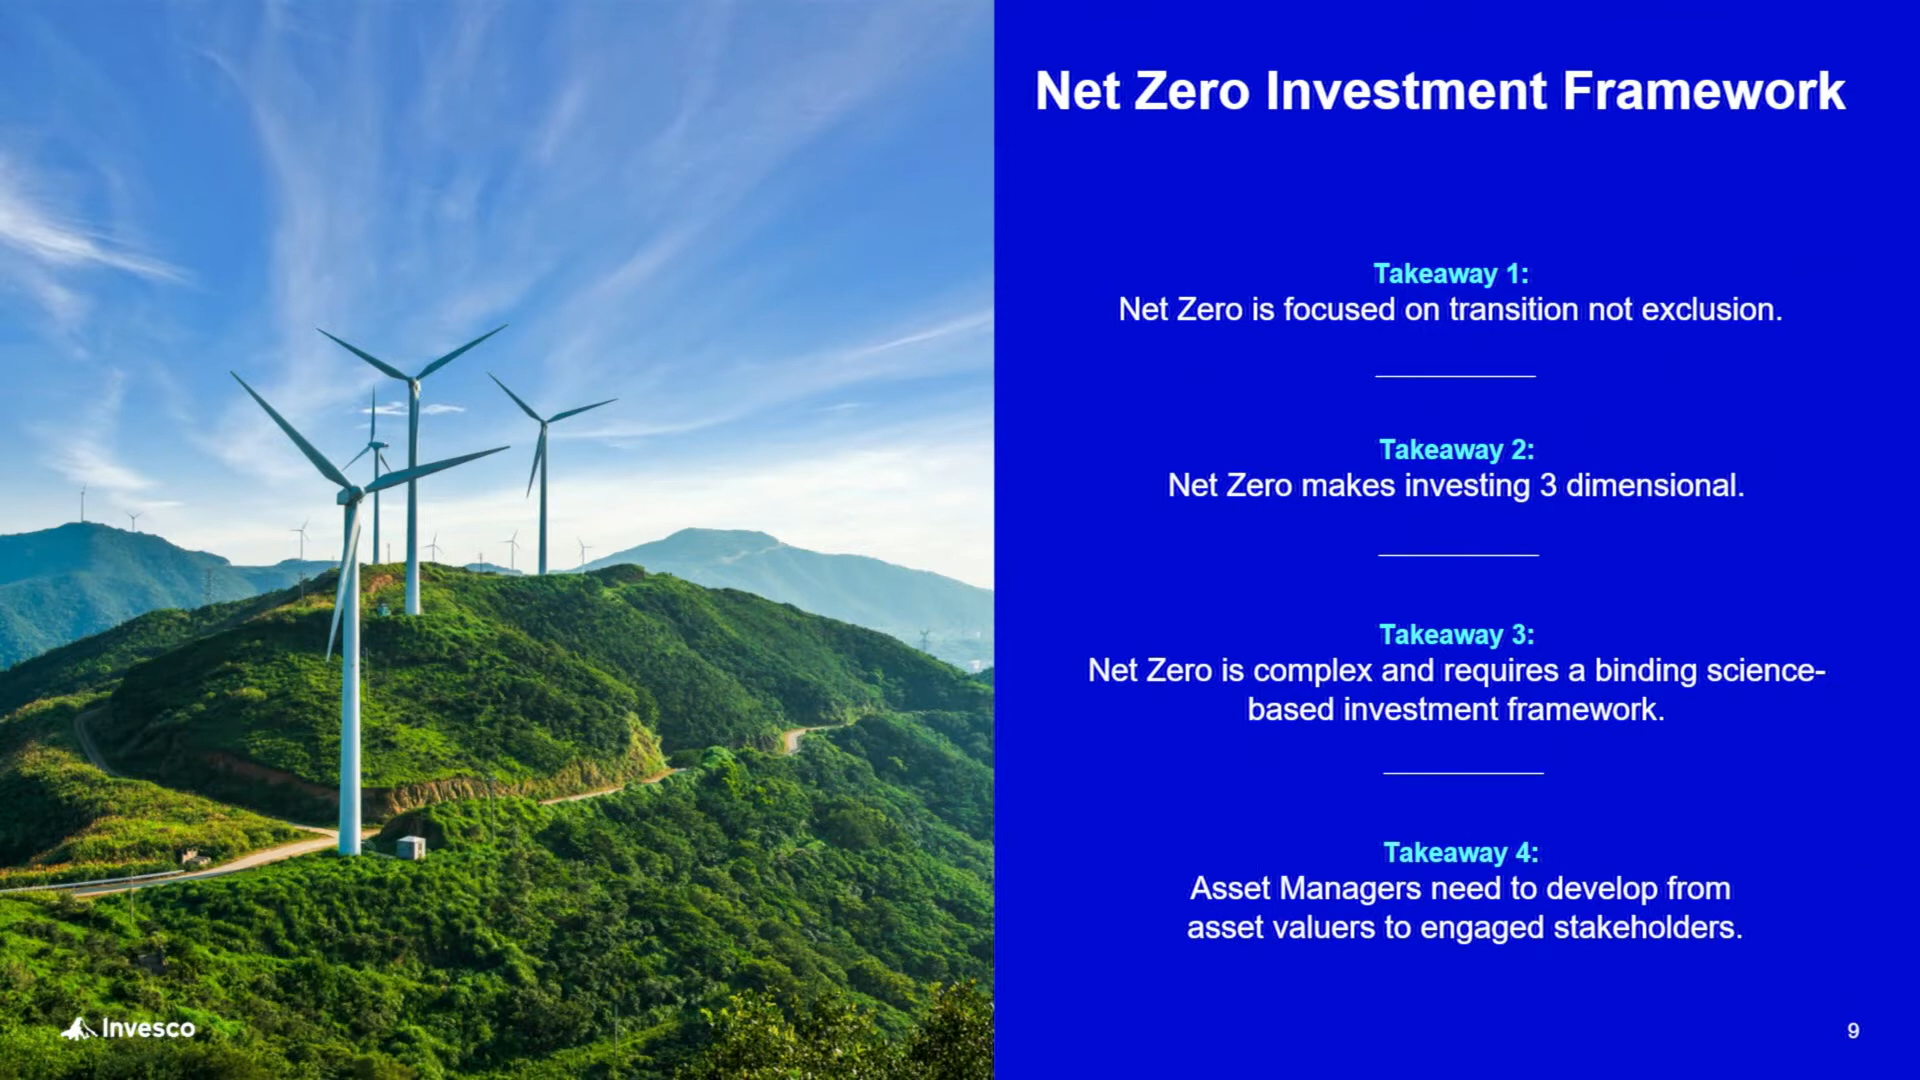 Net Zero Investment Framework
Takeaway 1:
Net Zero is focused on transition not exclusion.
Takeaway 2:
Net Zero makes investing 3 dimensional.
Takeaway 3:
Net Zero is complex and requires a binding science-
based investment framework.
Takeaway 4:
Asset Managers need to develop from
asset valuers to engaged stakeholders.
Invesco
9